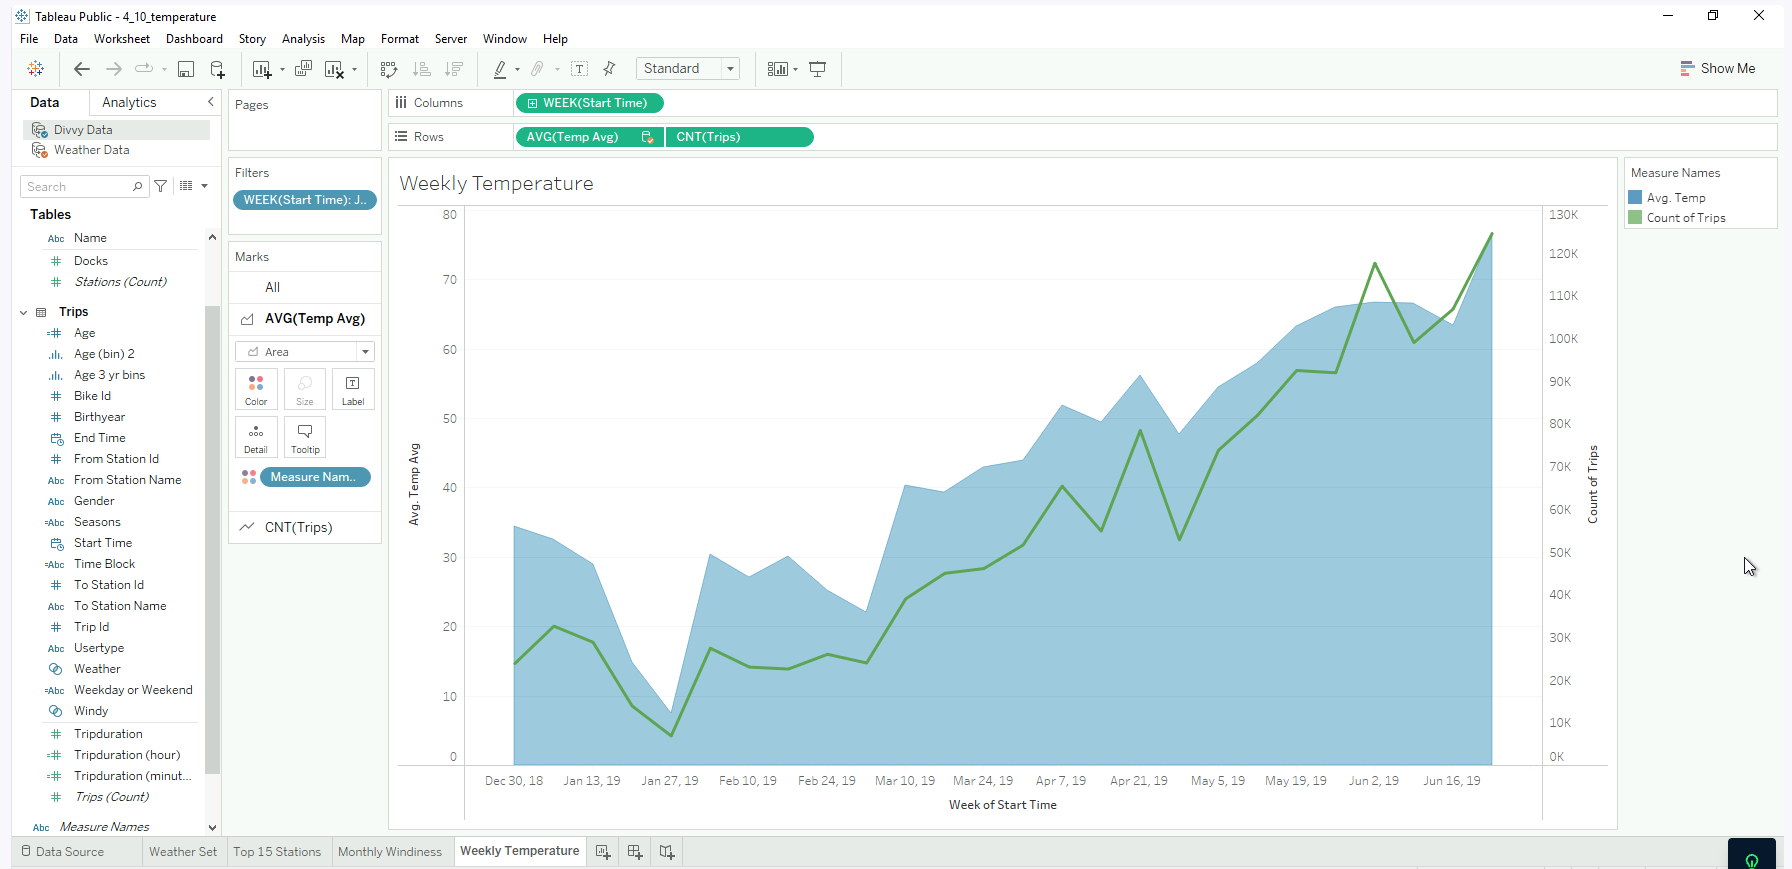 Tableau Public - 4_10_temperature
File Data Worksheet Dashboard Story Analysis Map Format Server Window Help
Standard
Show Me
Data Analytics
Divvy Data
Weather Data
Search
Tables
Abc Name
Docks
Stations (Count)
Trips
Age
Age (bin) 2
Age 3 yr bins
Bike Id
Birthyear
End Time
From Station Id
Abc From Station Name
Abc Gender
=Abc Seasons
Start Time
=Abc Time Block
To Station Id
Abc To Station Name
Trip Id
Abc Usertype
Weather
=Abc Weekday or Weekend
Windy
Tripduration
Tripduration (hour)
Tripduration (minut...
Trips (Count)
Abc Measure Names
Pages
Filters
WEEK(Start Time): J..
Marks
All
AVG(Temp Avg)
Area
Color Size Label
Detail Tooltip
Measure Nam..
CNT(Trips)
Columns WEEK(Start Time)
Rows AVG(Temp Avg) CNT(Trips)
Weekly Temperature
80
70
60
50
40
30
20
10
0
Avg. Temp Avg
130K
120K
110K
100K
90K
80K
70K
60K
50K
40K
30K
20K
10K
0K
Count of Trips
Dec 30, 18 Jan 13, 19 Jan 27, 19 Feb 10, 19 Feb 24, 19 Mar 10, 19 Mar 24, 19 Apr 7, 19 Apr 21, 19 May 5, 19 May 19, 19 Jun 2, 19 Jun 16, 19
Week of Start Time
Measure Names
Avg. Temp
Count of Trips
Data Source Weather Set Top 15 Stations Monthly Windiness Weekly Temperature